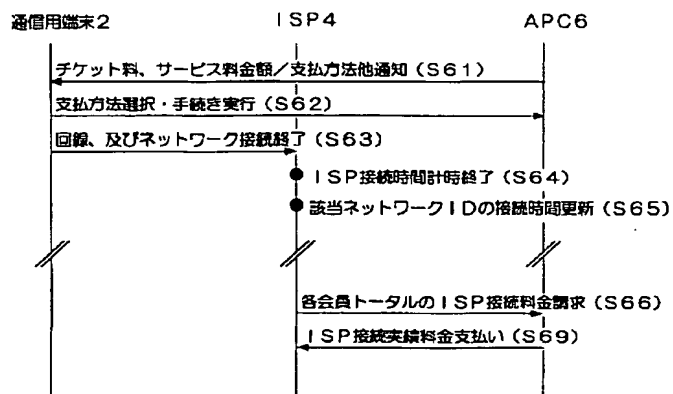 通信用端末2
ISP4
APC6
チケット料、サービス料金額/支払方法他通知(S61)
支払方法選択・手続き実行(S62)
回線、及びネットワーク接続終了(S63)
ISP接続時間計時終了(S64)
該当ネットワークIDの接続時間更新(S65)
各会員トータルのISP接続料金請求(S66)
ISP接続実績料金支払い(S69)